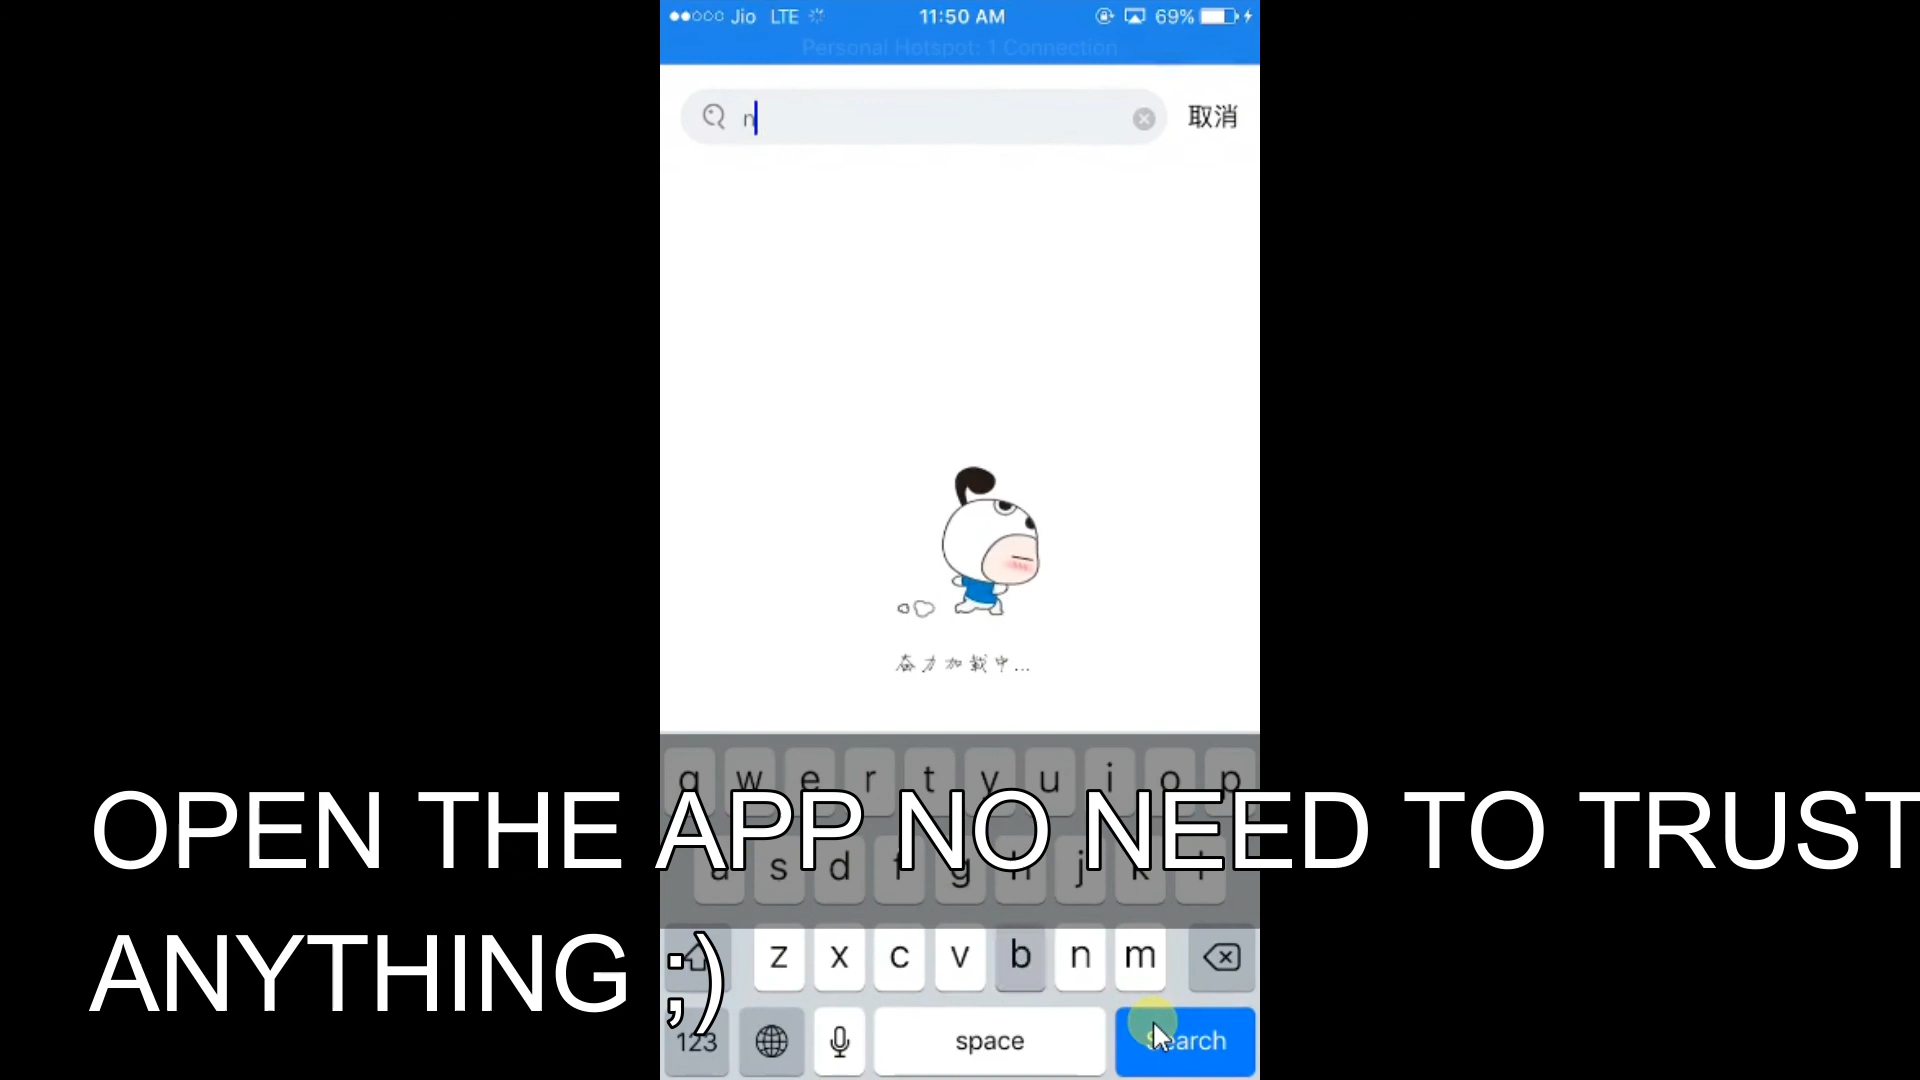 Jio LTE 11:50 AM 69%
Personal Hotspot: 1 Connection
n 取消
奋力加载中...
q w e r t y u i o p
OPEN THE APP NO NEED TO TRUST
a s d f g h j k l
ANYTHING ;)
z x c v b n m
123 space Search